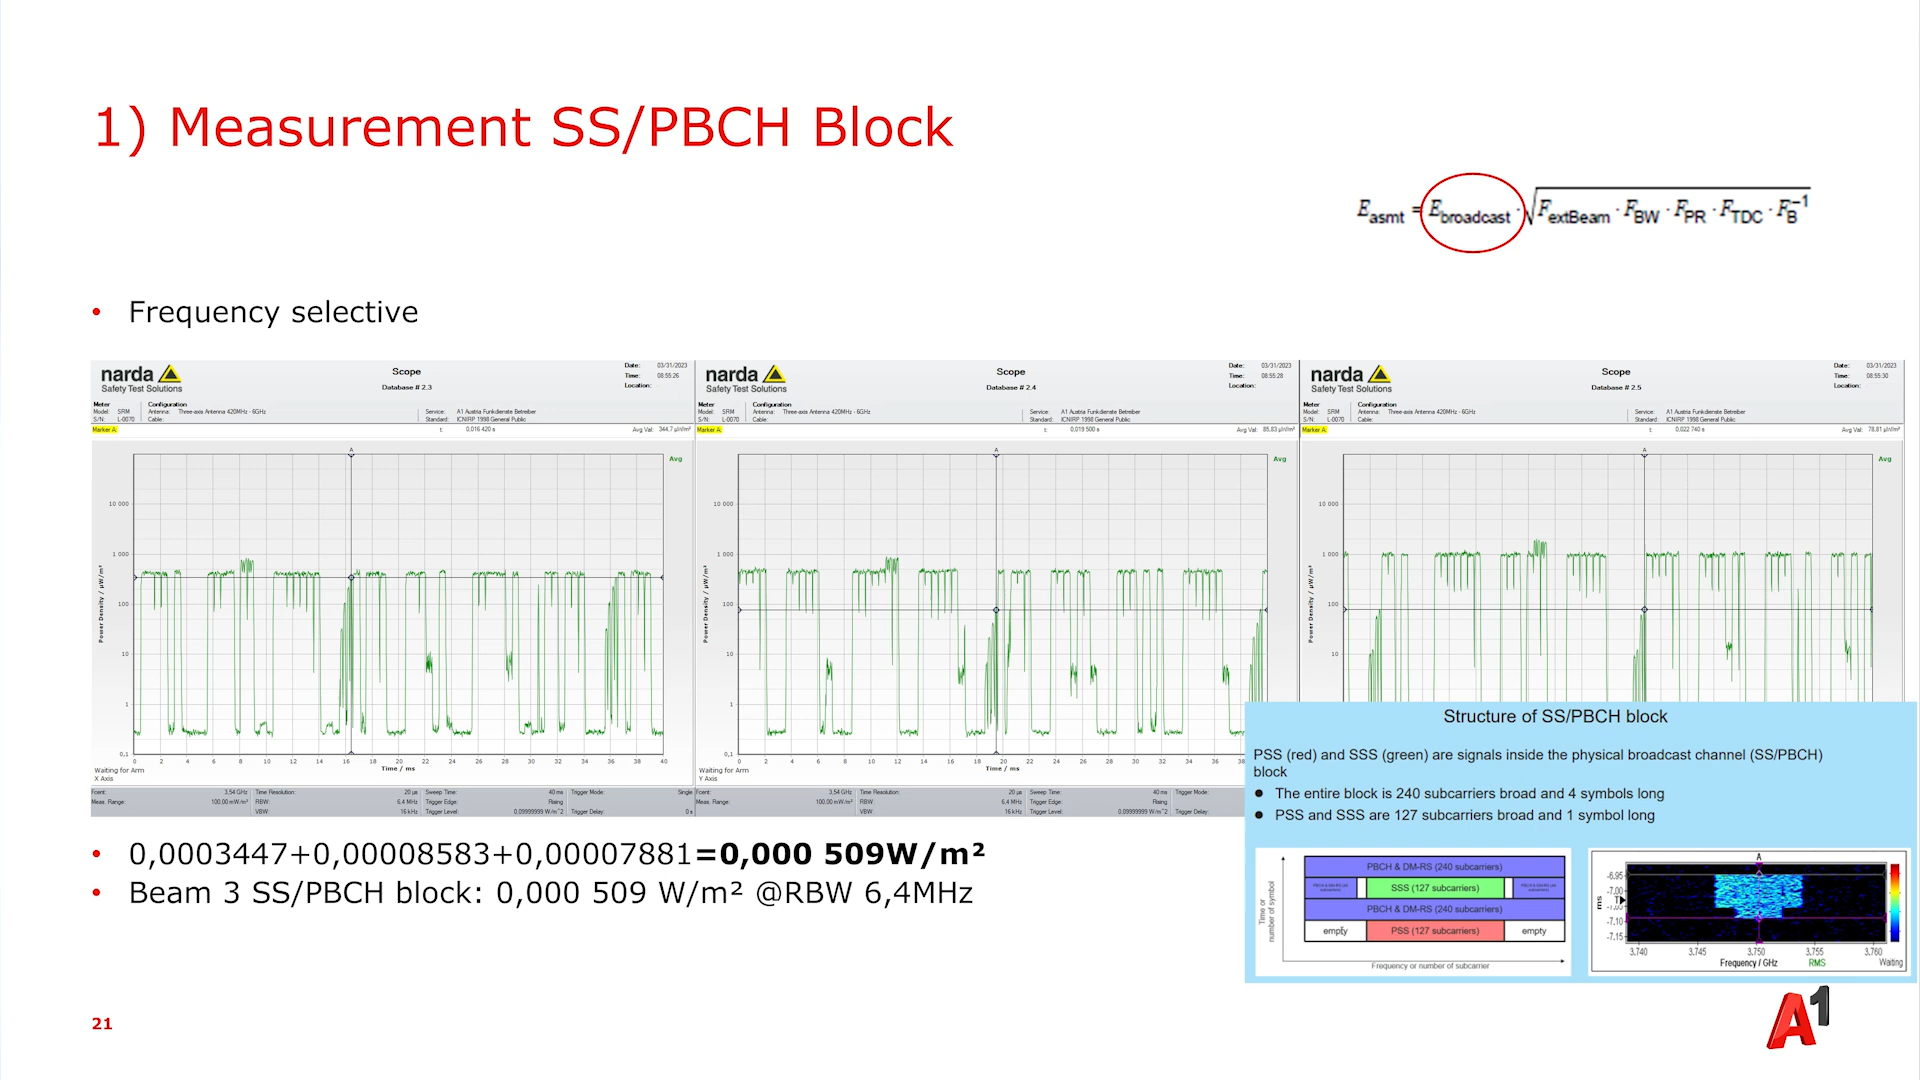 1) Measurement SS/PBCH Block
E_asmt = E_broadcast · √F_extBeam · F_BW · F_PR · F_TDC · F_B^-1
• Frequency selective
narda
Safety Test Solutions
Scope
Database # 2.3
Date: 03/31/2023
Time: 08:55:26
Location:
Meter
Model: SRM
S/N: L-0070
Configuration
Antenna: Three-axis Antenna 420MHz - 6GHz
Cable:
Service: A1 Austria Funkdienste Betreiber
Standard: ICNIRP 1998 General Public
Marker A:
t: 0,016 420 s
Avg Val: 344,7 µW/m²
A
Avg
Power Density / µW/m²
10 000
1 000
100
10
1
0,1
0 2 4 6 8 10 12 14 16 18 20 22 24 26 28 30 32 34 36 38 40
Time / ms
Waiting for Arm
X Axis
Fcent: 3,54 GHz Time Resolution: 20 µs Sweep Time: 40 ms Trigger Mode: Single
Meas. Range: 100,00 mW/m² RBW: 6,4 MHz Trigger Edge: Rising
VBW: 16 kHz Trigger Level: 0,09999999 W/m^2 Trigger Delay: 0 s
narda
Safety Test Solutions
Scope
Database # 2.4
Date: 03/31/2023
Time: 08:55:28
Location:
Meter
Model: SRM
S/N: L-0070
Configuration
Antenna: Three-axis Antenna 420MHz - 6GHz
Cable:
Service: A1 Austria Funkdienste Betreiber
Standard: ICNIRP 1998 General Public
Marker A:
t: 0,019 500 s
Avg Val: 85,83 µW/m²
A
Avg
Power Density / µW/m²
10 000
1 000
100
10
1
0,1
0 2 4 6 8 10 12 14 16 18 20 22 24 26 28 30 32 34 36 38
Time / ms
Waiting for Arm
Y Axis
Fcent: 3,54 GHz Time Resolution: 20 µs Sweep Time: 40 ms Trigger Mode:
Meas. Range: 100,00 mW/m² RBW: 6,4 MHz Trigger Edge: Rising
VBW: 16 kHz Trigger Level: 0,09999999 W/m^2 Trigger Delay:
narda
Safety Test Solutions
Scope
Database # 2.5
Date: 03/31/2023
Time: 08:55:30
Location:
Meter
Model: SRM
S/N: L-0070
Configuration
Antenna: Three-axis Antenna 420MHz - 6GHz
Cable:
Service: A1 Austria Funkdienste Betreiber
Standard: ICNIRP 1998 General Public
Marker A:
t: 0,022 740 s
Avg Val: 78,81 µW/m²
A
Avg
Power Density / µW/m²
10 000
1 000
100
10
Structure of SS/PBCH block
PSS (red) and SSS (green) are signals inside the physical broadcast channel (SS/PBCH)
block
● The entire block is 240 subcarriers broad and 4 symbols long
● PSS and SSS are 127 subcarriers broad and 1 symbol long
Time or
number of symbol
PBCH & DM-RS (240 subcarriers)
SSS (127 subcarriers)
PBCH & DM-RS (240 subcarriers)
empty
PSS (127 subcarriers)
empty
Frequency or number of subcarrier
A
ms
-6.95
-7.00
-7.10
-7.15
3.740 3.745 3.750 3.755 3.760
Frequency / GHz
RMS
Waiting
• 0,0003447+0,00008583+0,00007881=0,000 509W/m²
• Beam 3 SS/PBCH block: 0,000 509 W/m² @RBW 6,4MHz
21
A1